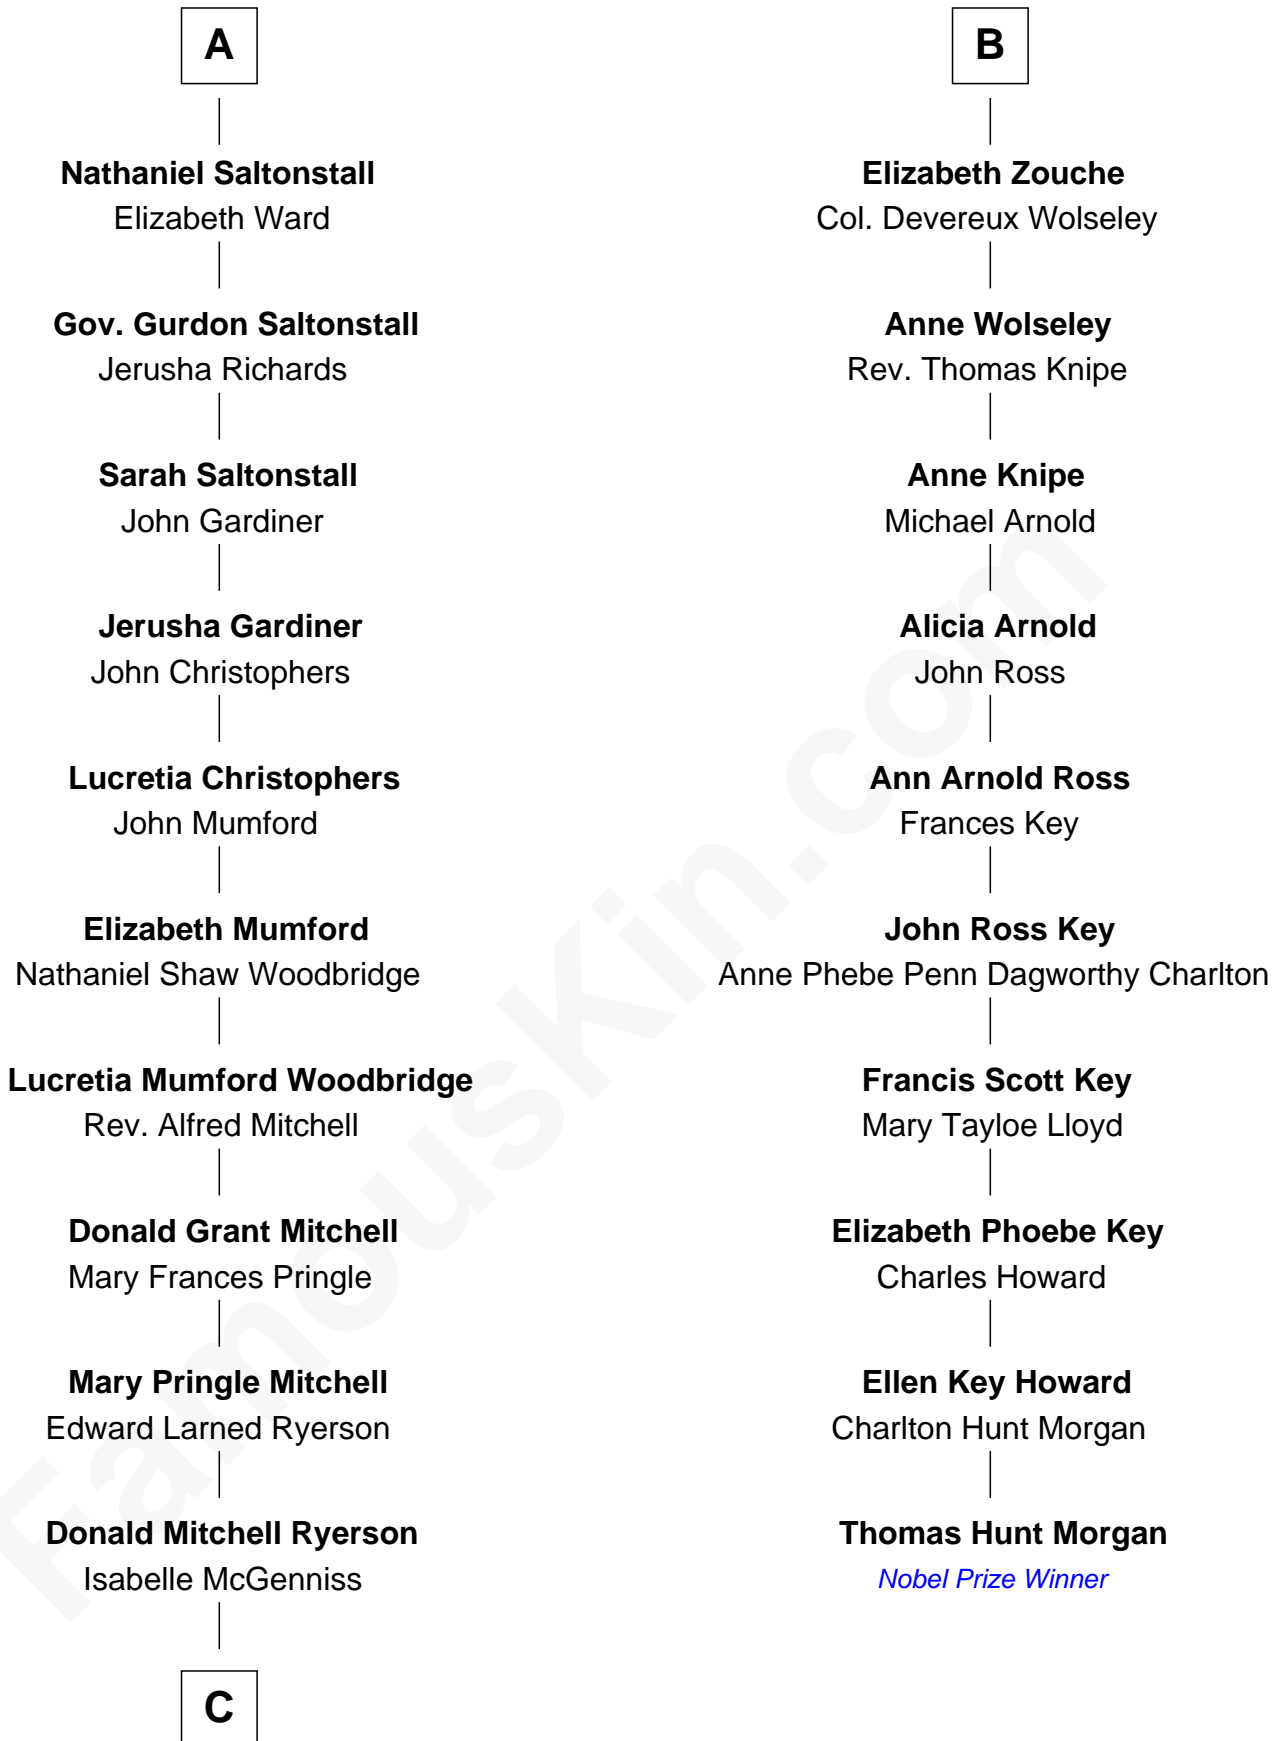 A
Nathaniel Saltonstall
Elizabeth Ward
Gov. Gurdon Saltonstall
Jerusha Richards
Sarah Saltonstall
John Gardiner
Jerusha Gardiner
John Christophers
Lucretia Christophers
John Mumford
Elizabeth Mumford
Nathaniel Shaw Woodbridge
Lucretia Mumford Woodbridge
Rev. Alfred Mitchell
Donald Grant Mitchell
Mary Frances Pringle
Mary Pringle Mitchell
Edward Larned Ryerson
Donald Mitchell Ryerson
Isabelle McGenniss
C
B
Elizabeth Zouche
Col. Devereux Wolseley
Anne Wolseley
Rev. Thomas Knipe
Anne Knipe
Michael Arnold
Alicia Arnold
John Ross
Ann Arnold Ross
Frances Key
John Ross Key
Anne Phebe Penn Dagworthy Charlton
Francis Scott Key
Mary Tayloe Lloyd
Elizabeth Phoebe Key
Charles Howard
Ellen Key Howard
Charlton Hunt Morgan
Thomas Hunt Morgan
Nobel Prize Winner
FamousKin.com